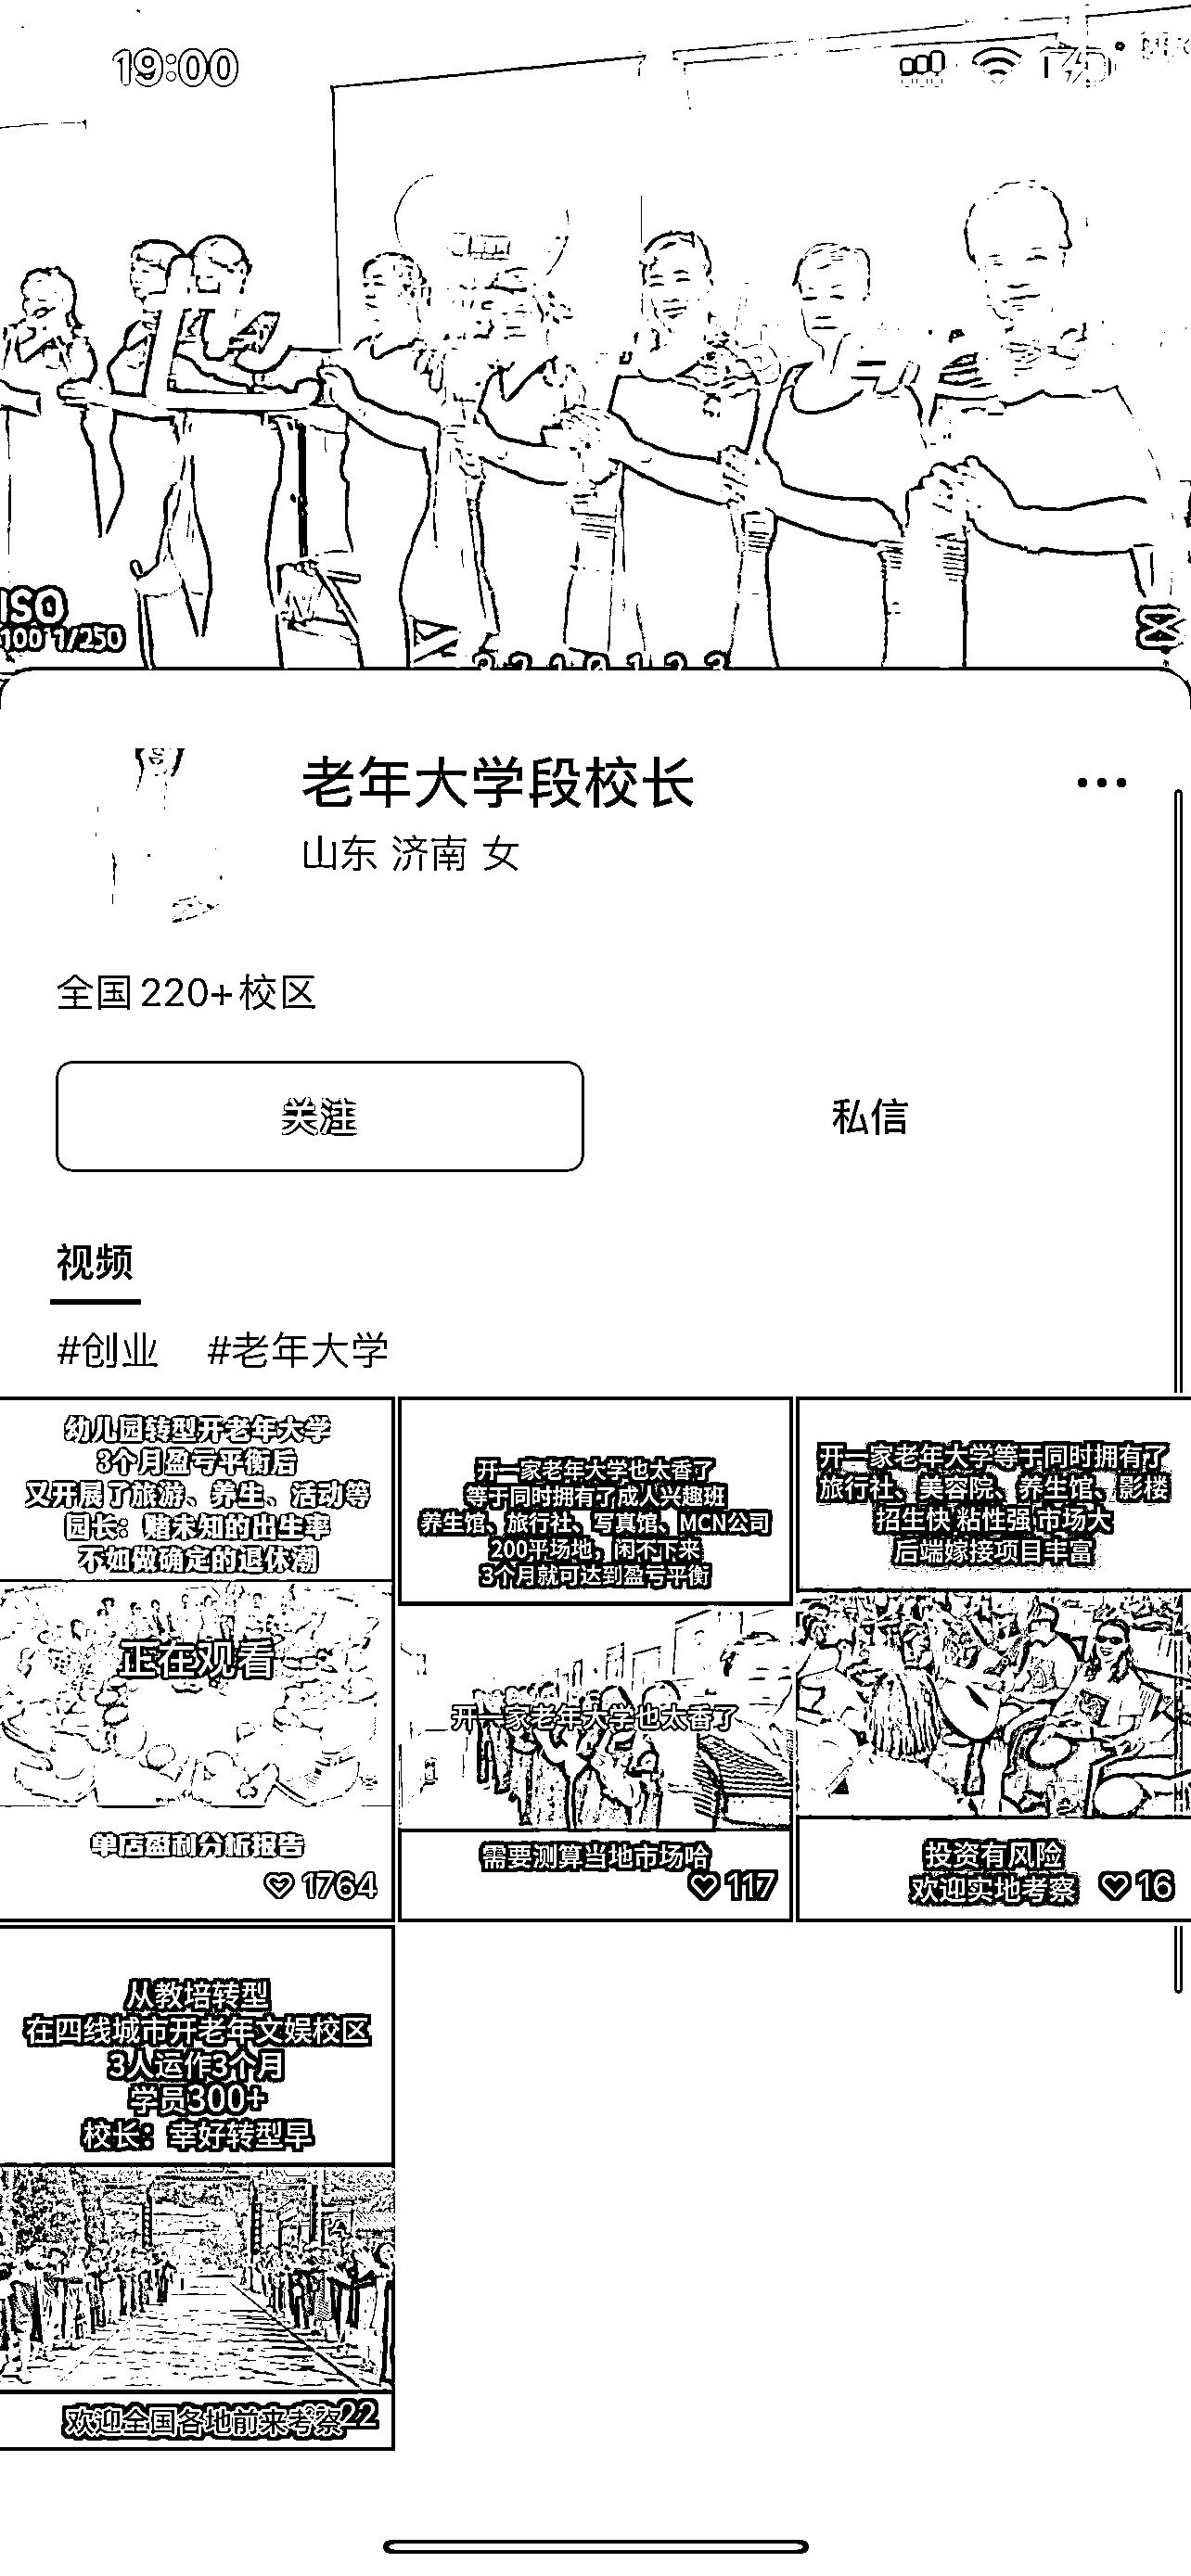 19:00
ISO
100 1/250
3 2 1 0 1 2 3
老年大学段校长
山东 济南 女
全国220+校区
关注
私信
视频
#创业 #老年大学
幼儿园转型开老年大学
3个月盈亏平衡后
又开展了旅游、养生、活动等
园长：赌未知的出生率
不如做确定的退休潮
正在观看
单店盈利分析报告
1764
开一家老年大学也太香了
等于同时拥有了成人兴趣班
养生馆、旅行社、写真馆、MCN公司
200平场地，闲不下来
3个月就可达到盈亏平衡
开一家老年大学也太香了
需要测算当地市场哈
117
开一家老年大学等于同时拥有了
旅行社、美容院、养生馆、影楼
招生快 粘性强 市场大
后端嫁接项目丰富
投资有风险
欢迎实地考察
16
从教培转型
在四线城市开老年文娱校区
3人运作3个月
学员300+
校长：幸好转型早
欢迎全国各地前来考察
22